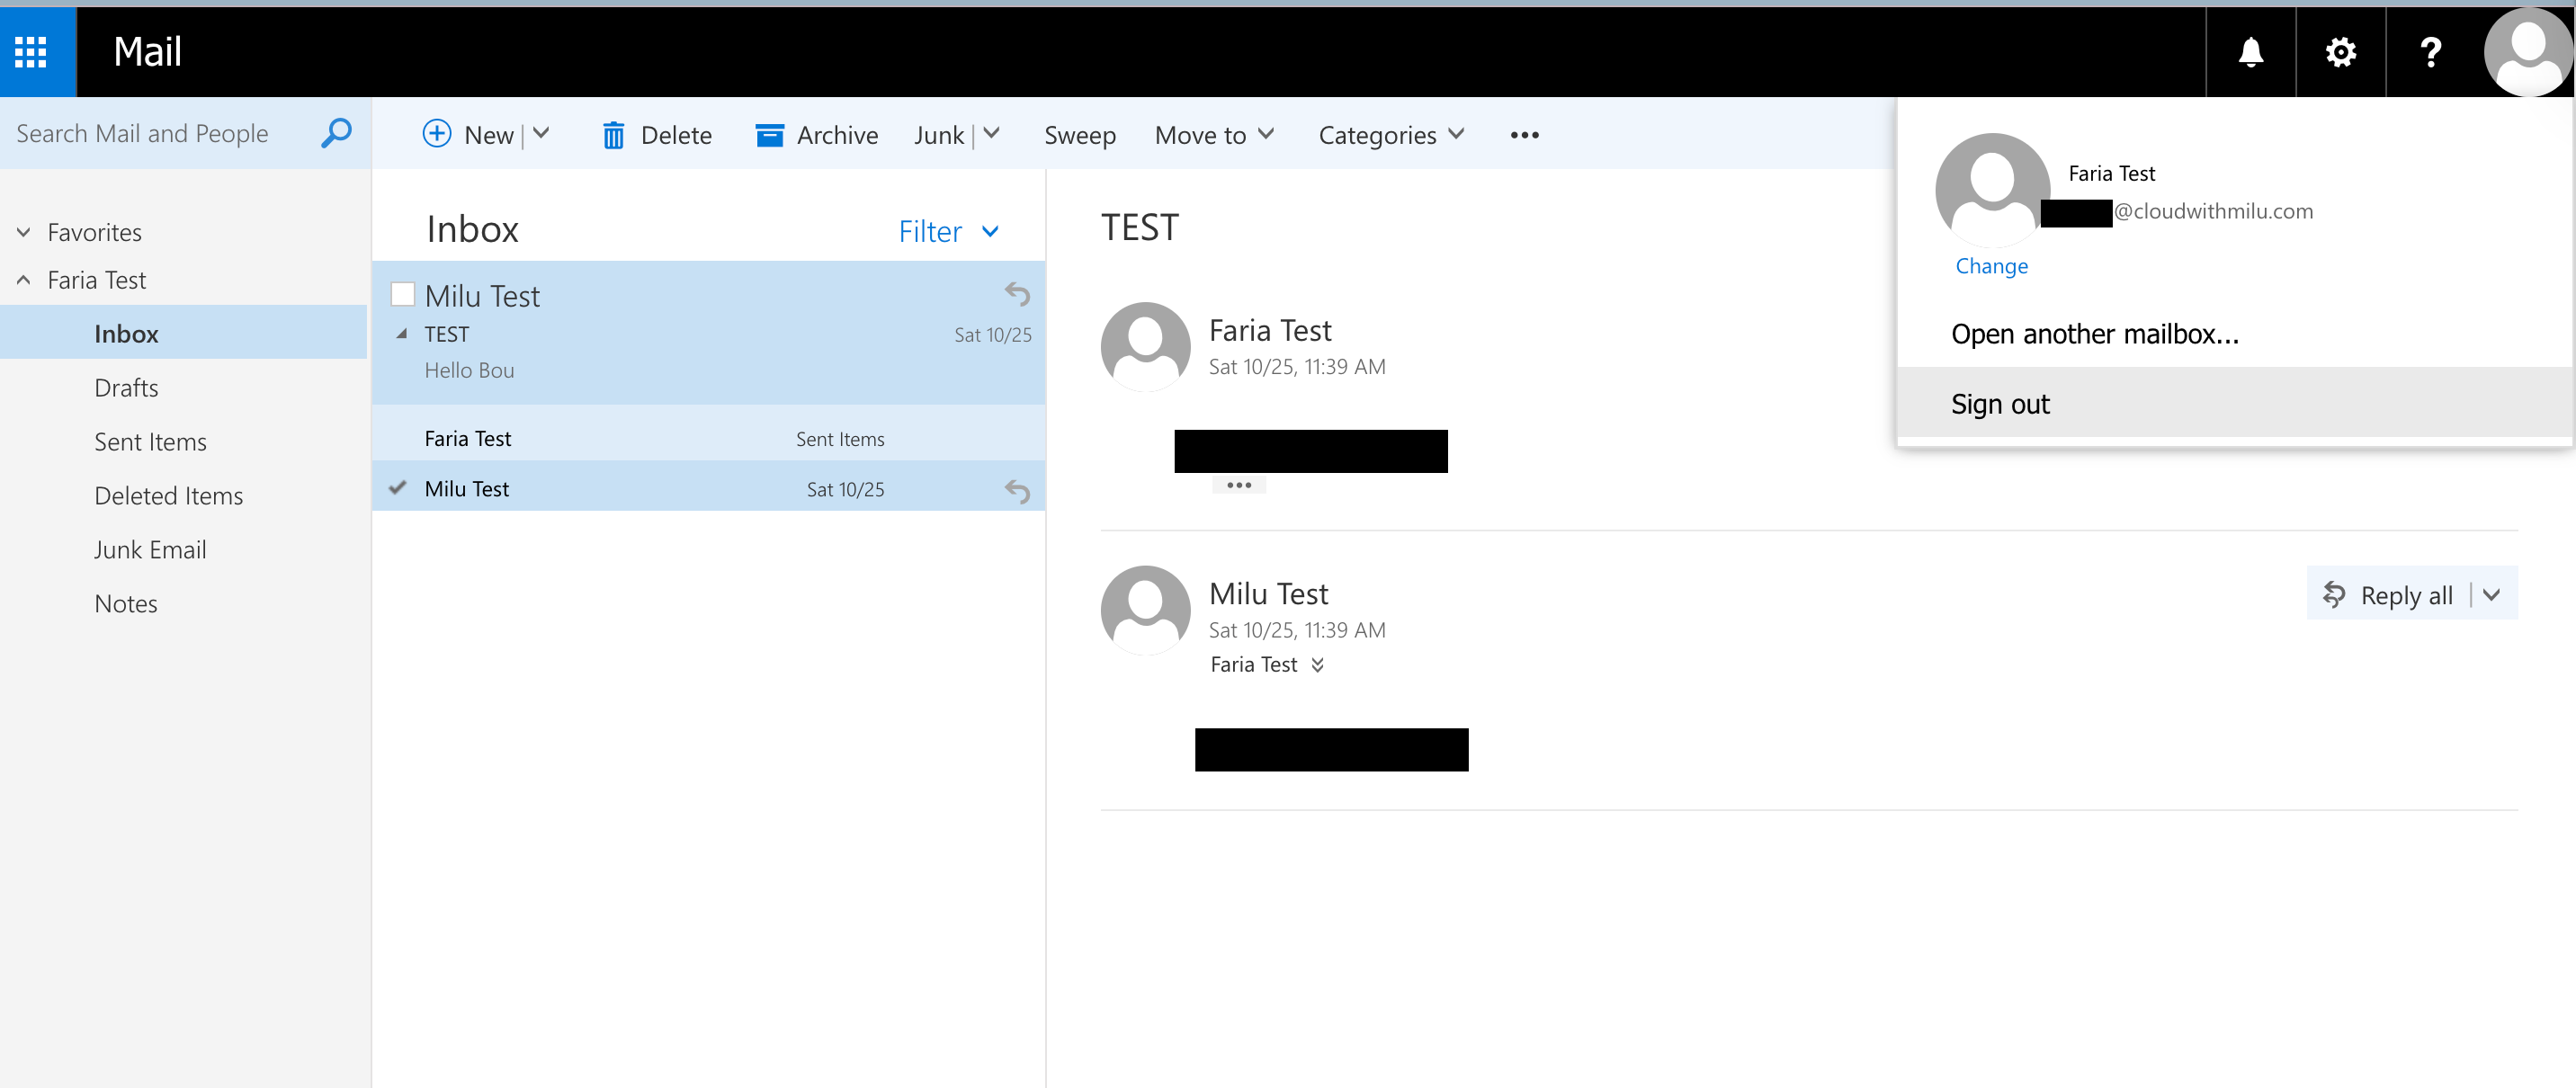 Mail
?
Search Mail and People
New
Delete
Archive
Junk
Sweep
Move to
Categories
Favorites
Faria Test
Inbox
Drafts
Sent Items
Deleted Items
Junk Email
Notes
Inbox
Filter
Milu Test
TEST
Sat 10/25
Hello Bou
Faria Test
Sent Items
Milu Test
Sat 10/25
TEST
Faria Test
Sat 10/25, 11:39 AM
Milu Test
Sat 10/25, 11:39 AM
Faria Test
Reply all
Faria Test
@cloudwithmilu.com
Change
Open another mailbox...
Sign out